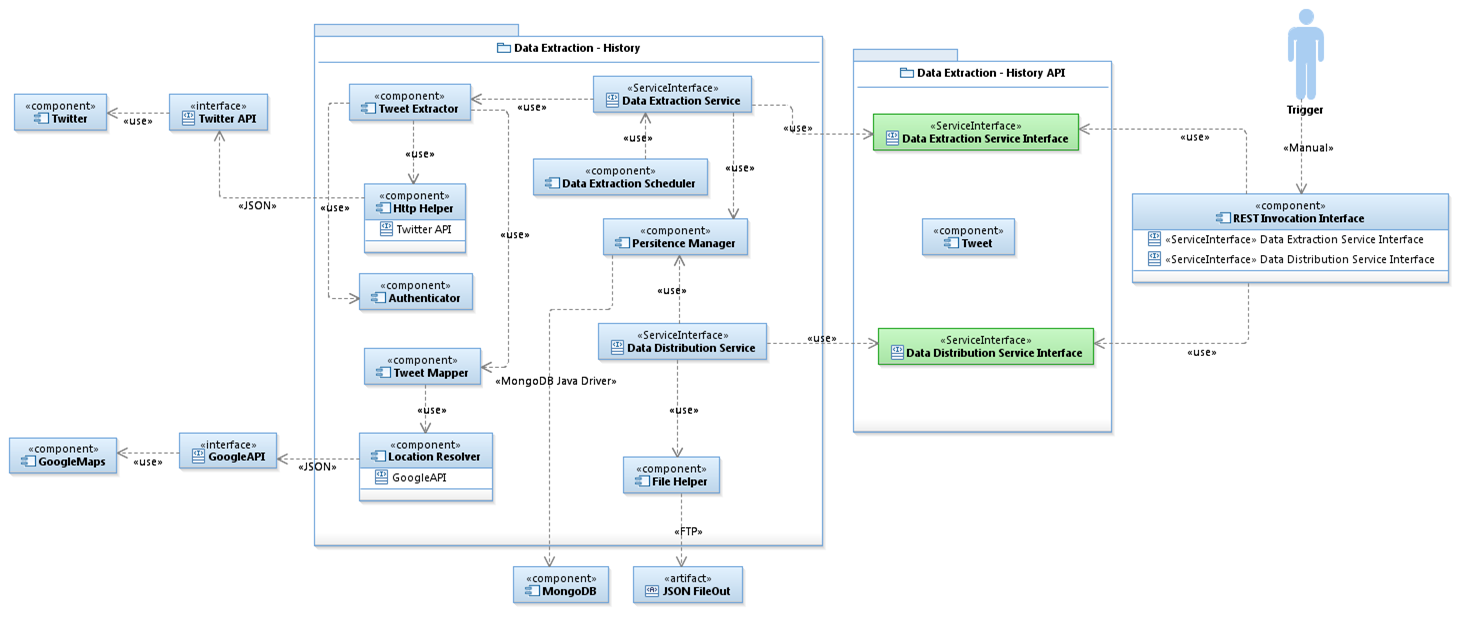 Data Extraction - History
«component»
Twitter
«use»
«interface»
Twitter API
«component»
Tweet Extractor
«use»
«ServiceInterface»
Data Extraction Service
«use»
«use»
«component»
Data Extraction Scheduler
«use»
«use»
«component»
Http Helper
Twitter API
«JSON»
«use»
«use»
«component»
Persitence Manager
«component»
Authenticator
«use»
«ServiceInterface»
Data Distribution Service
«use»
«component»
Tweet Mapper
«MongoDB Java Driver»
«use»
«use»
«component»
GoogleMaps
«use»
«interface»
GoogleAPI
«JSON»
«component»
Location Resolver
GoogleAPI
«component»
File Helper
«FTP»
«component»
MongoDB
«artifact»
JSON FileOut
Data Extraction - History API
«ServiceInterface»
Data Extraction Service Interface
«component»
Tweet
«ServiceInterface»
Data Distribution Service Interface
«use»
Trigger
«Manual»
«component»
REST Invocation Interface
«ServiceInterface» Data Extraction Service Interface
«ServiceInterface» Data Distribution Service Interface
«use»